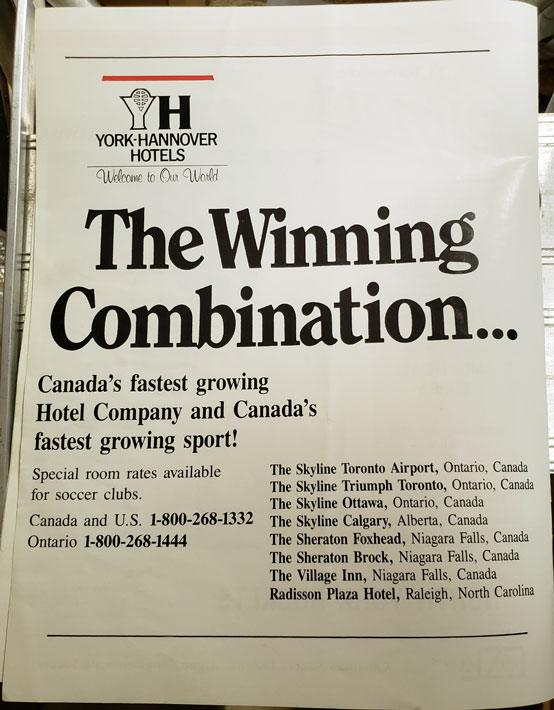 YH
YORK-HANNOVER
HOTELS
Welcome to Our World
The Winning
Combination...
Canada's fastest growing
Hotel Company and Canada's
fastest growing sport!
Special room rates available
for soccer clubs.
Canada and U.S. 1-800-268-1332
Ontario 1-800-268-1444
The Skyline Toronto Airport, Ontario, Canada
The Skyline Triumph Toronto, Ontario, Canada
The Skyline Ottawa, Ontario, Canada
The Skyline Calgary, Alberta, Canada
The Sheraton Foxhead, Niagara Falls, Canada
The Sheraton Brock, Niagara Falls, Canada
The Village Inn, Niagara Falls, Canada
Radisson Plaza Hotel, Raleigh, North Carolina